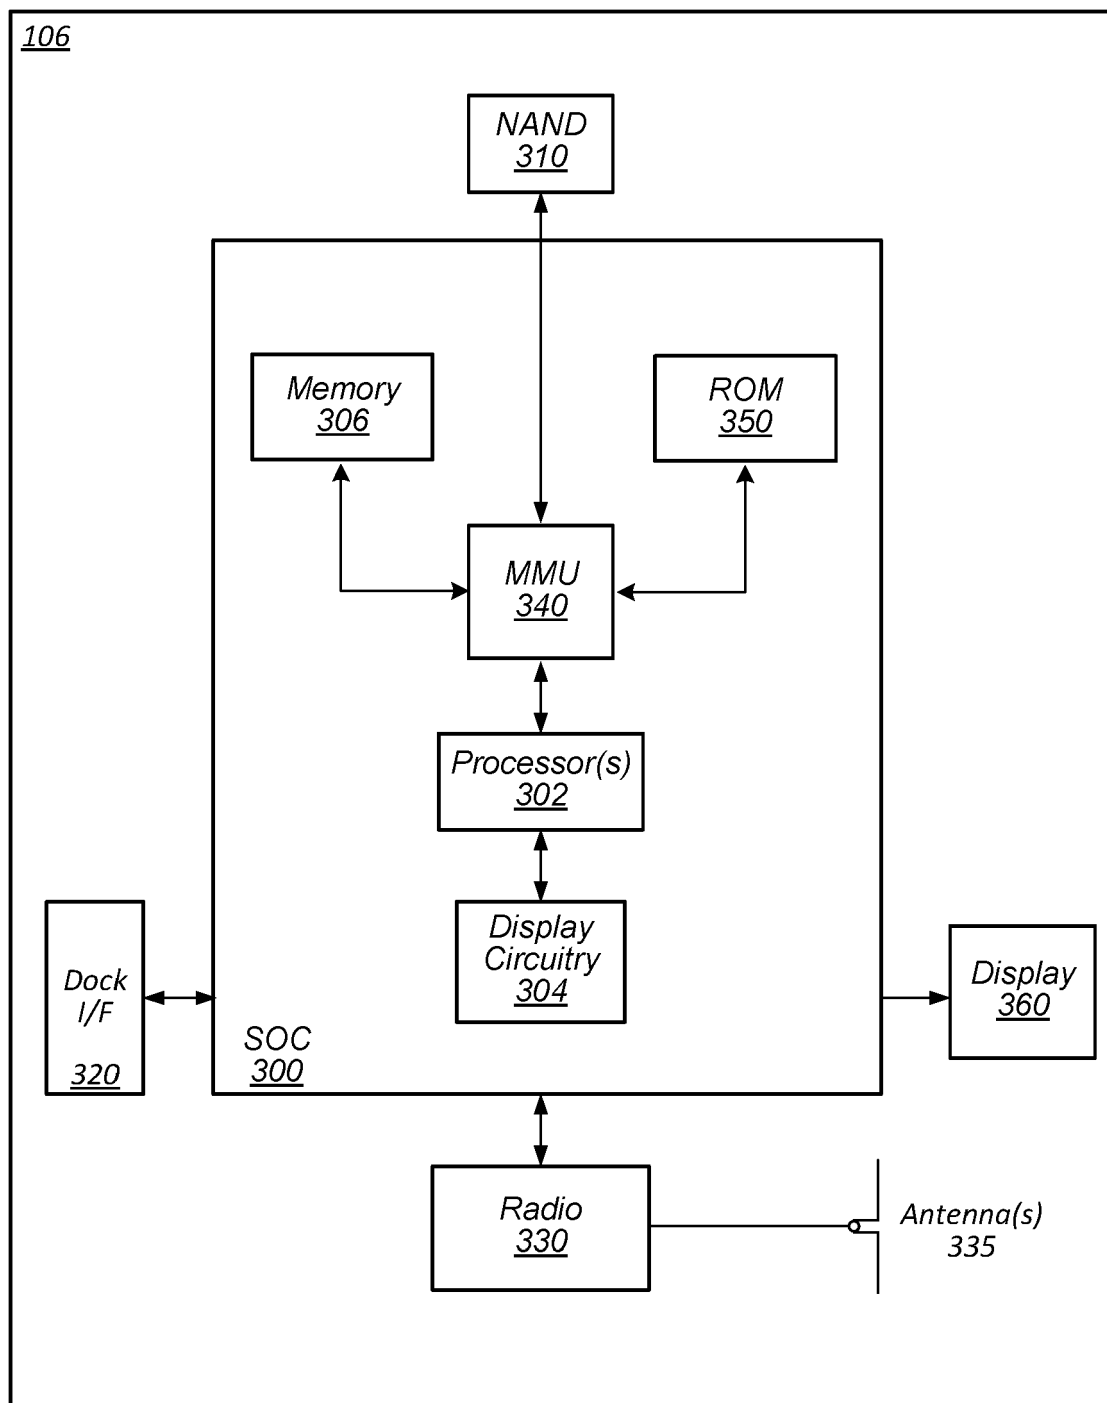 106
NAND
310
Memory
306
ROM
350
MMU
340
Processor(s)
302
Display
Circuitry
304
Dock
I/F
320
SOC
300
Display
360
Radio
330
Antenna(s)
335